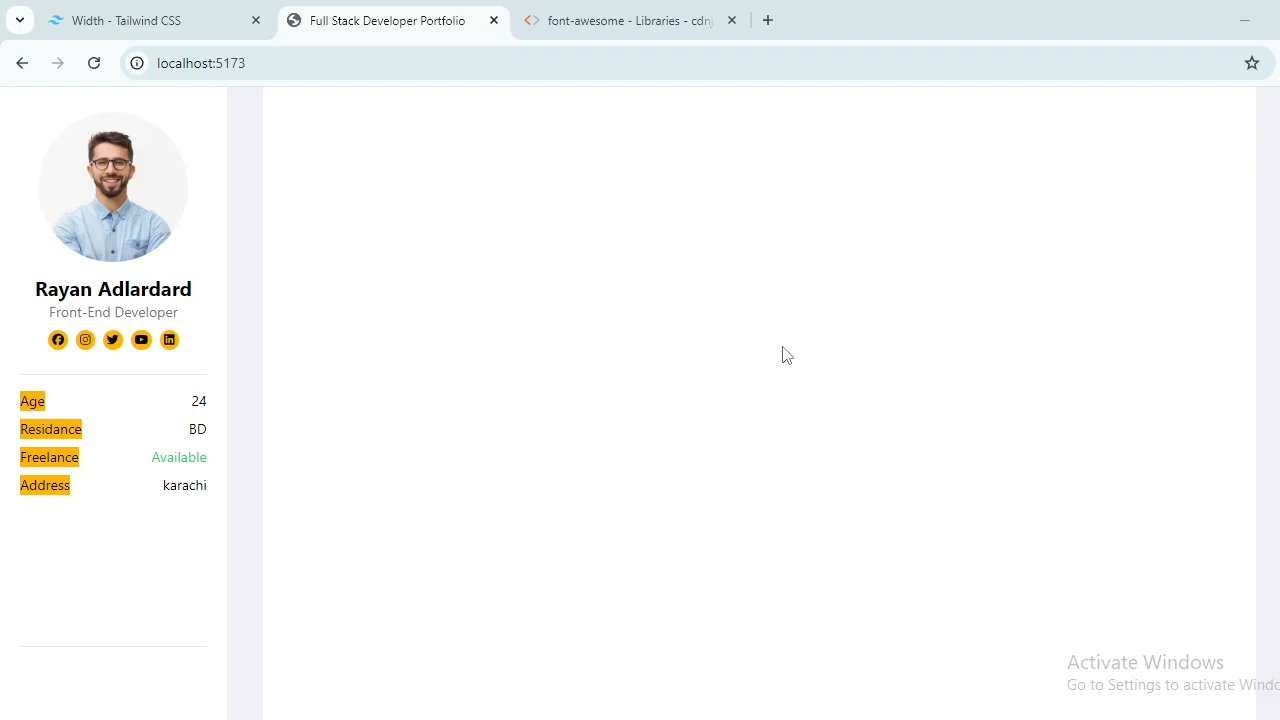 Width - Tailwind CSS
Full Stack Developer Portfolio
font-awesome - Libraries - cdnj
localhost:5173
Rayan Adlardard
Front-End Developer
Age 24
Residance BD
Freelance Available
Address karachi
Activate Windows
Go to Settings to activate Windo